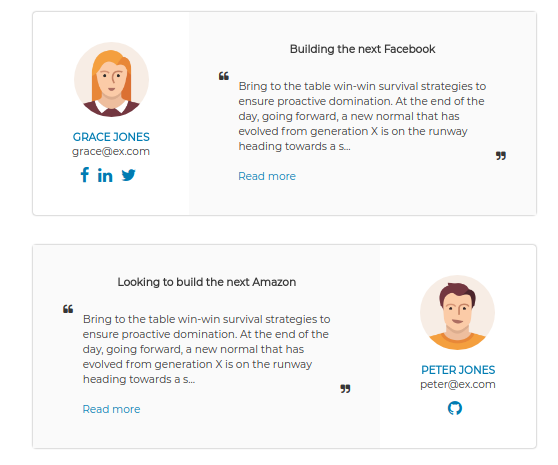 Building the next Facebook
❝
Bring to the table win-win survival strategies to
ensure proactive domination. At the end of the
day, going forward, a new normal that has
evolved from generation X is on the runway
heading towards a s...
❞
Read more
GRACE JONES
grace@ex.com
Looking to build the next Amazon
❝
Bring to the table win-win survival strategies to
ensure proactive domination. At the end of the
day, going forward, a new normal that has
evolved from generation X is on the runway
heading towards a s...
❞
Read more
PETER JONES
peter@ex.com